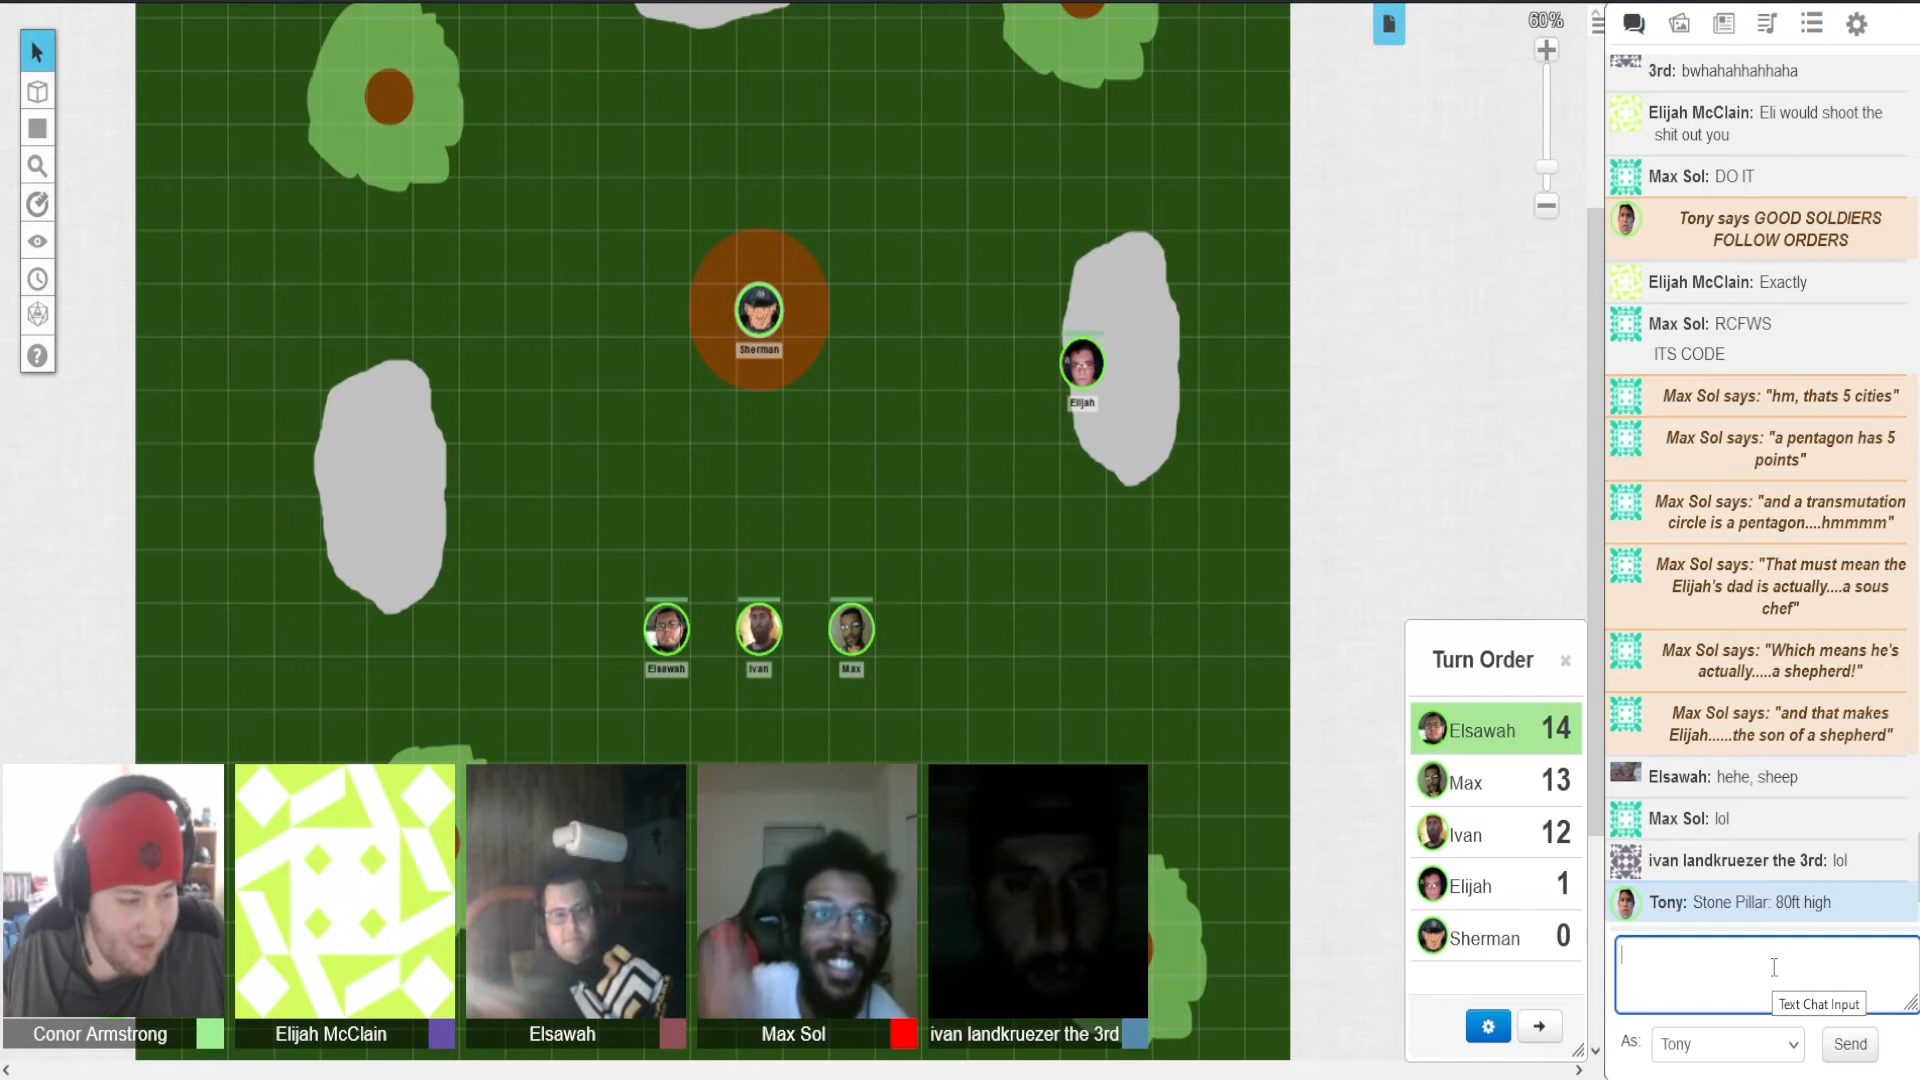 60%
3rd: bwhahahhahhaha
Elijah McClain: Eli would shoot the
shit out you
Max Sol: DO IT
Tony says GOOD SOLDIERS
FOLLOW ORDERS
Elijah McClain: Exactly
Max Sol: RCFWS
ITS CODE
Max Sol says: "hm, thats 5 cities"
Max Sol says: "a pentagon has 5
points"
Max Sol says: "and a transmutation
circle is a pentagon....hmmmm"
Max Sol says: "That must mean the
Elijah's dad is actually....a sous
chef"
Max Sol says: "Which means he's
actually.....a shepherd!"
Max Sol says: "and that makes
Elijah......the son of a shepherd"
Elsawah: hehe, sheep
Max Sol: lol
ivan landkruezer the 3rd: lol
Tony: Stone Pillar: 80ft high
Text Chat Input
As:
Tony
Send
Sherman
Elijah
Elsawah
Ivan
Max
Turn Order
Elsawah 14
Max 13
Ivan 12
Elijah 1
Sherman 0
Conor Armstrong
Elijah McClain
Elsawah
Max Sol
ivan landkruezer the 3rd